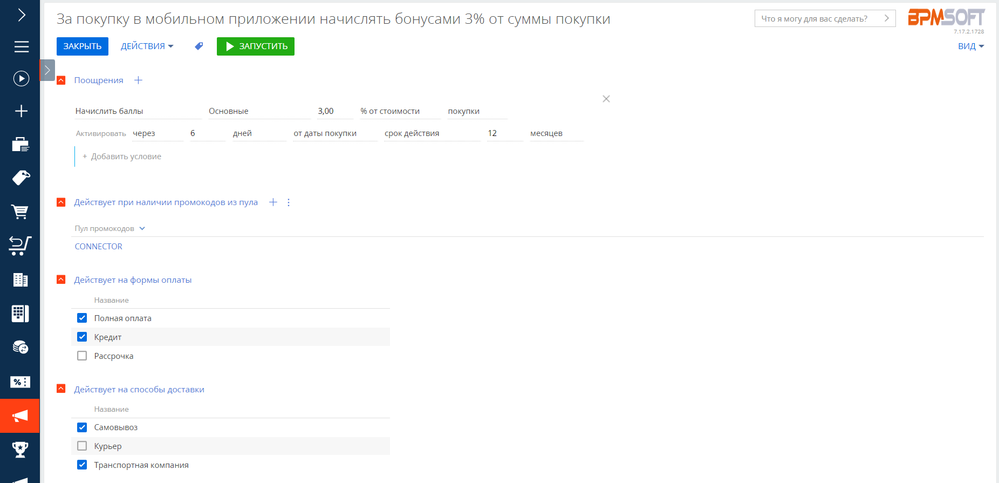 За покупку в мобильном приложении начислять бонусами 3% от суммы покупки
Что я могу для вас сделать?
BPMSOFT
7.17.2.1728
ЗАКРЫТЬ ДЕЙСТВИЯ ЗАПУСТИТЬ ВИД
Поощрения +
Начислить баллы Основные 3,00 % от стоимости покупки
Активировать через 6 дней от даты покупки срок действия 12 месяцев
+ Добавить условие
Действует при наличии промокодов из пула +
Пул промокодов
CONNECTOR
Действует на формы оплаты
Название
Полная оплата
Кредит
Рассрочка
Действует на способы доставки
Название
Самовывоз
Курьер
Транспортная компания